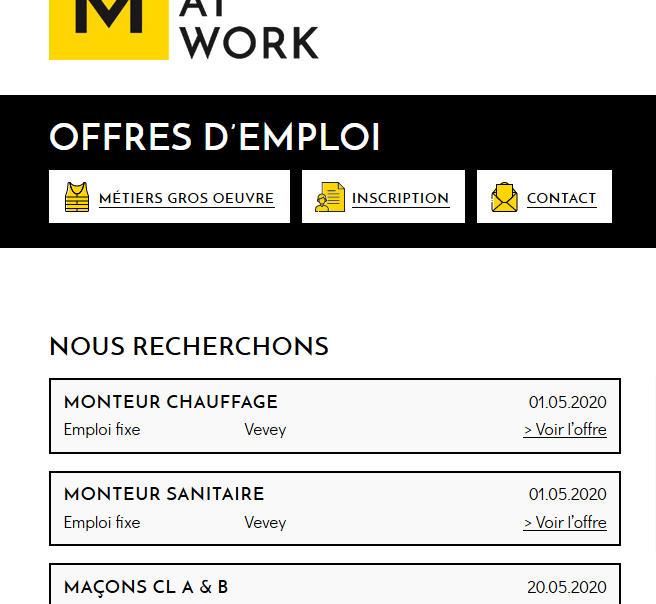 M AT
WORK
OFFRES D'EMPLOI
MÉTIERS GROS OEUVRE INSCRIPTION CONTACT
NOUS RECHERCHONS
MONTEUR CHAUFFAGE 01.05.2020
Emploi fixe Vevey > Voir l'offre
MONTEUR SANITAIRE 01.05.2020
Emploi fixe Vevey > Voir l'offre
MAÇONS CL A & B 20.05.2020